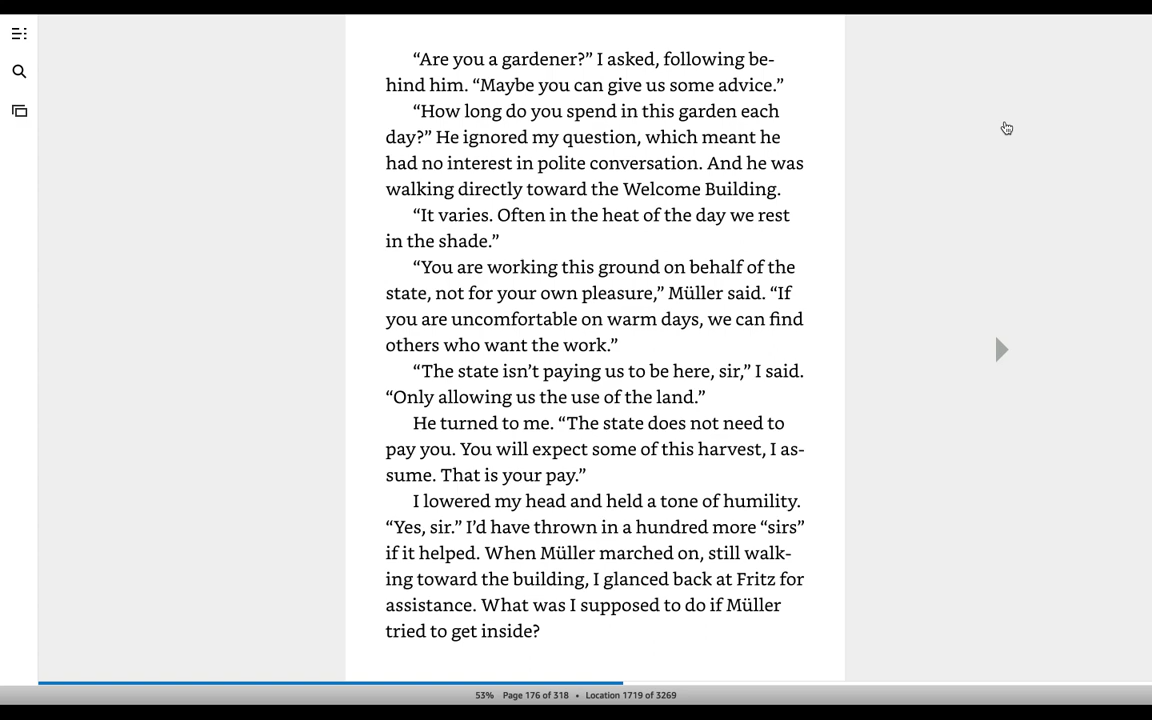 “Are you a gardener?” I asked, following be-
hind him. “Maybe you can give us some advice.”
“How long do you spend in this garden each
day?” He ignored my question, which meant he
had no interest in polite conversation. And he was
walking directly toward the Welcome Building.
“It varies. Often in the heat of the day we rest
in the shade.”
“You are working this ground on behalf of the
state, not for your own pleasure,” Müller said. “If
you are uncomfortable on warm days, we can find
others who want the work.”
“The state isn’t paying us to be here, sir,” I said.
“Only allowing us the use of the land.”
He turned to me. “The state does not need to
pay you. You will expect some of this harvest, I as-
sume. That is your pay.”
I lowered my head and held a tone of humility.
“Yes, sir.” I’d have thrown in a hundred more “sirs”
if it helped. When Müller marched on, still walk-
ing toward the building, I glanced back at Fritz for
assistance. What was I supposed to do if Müller
tried to get inside?
53% Page 176 of 318 • Location 1719 of 3269